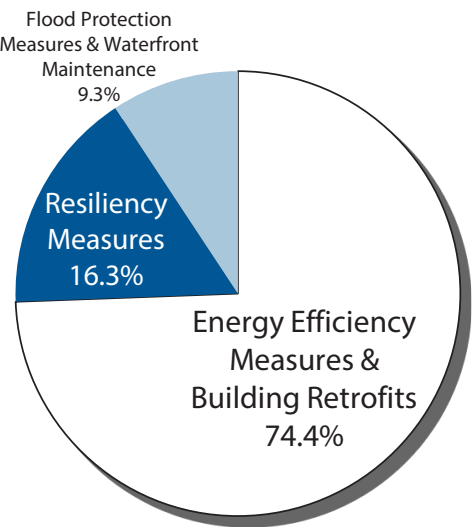 Flood Protection
Measures & Waterfront
Maintenance
9.3%
Resiliency
Measures
16.3%
Energy Efficiency
Measures &
Building Retrofits
74.4%